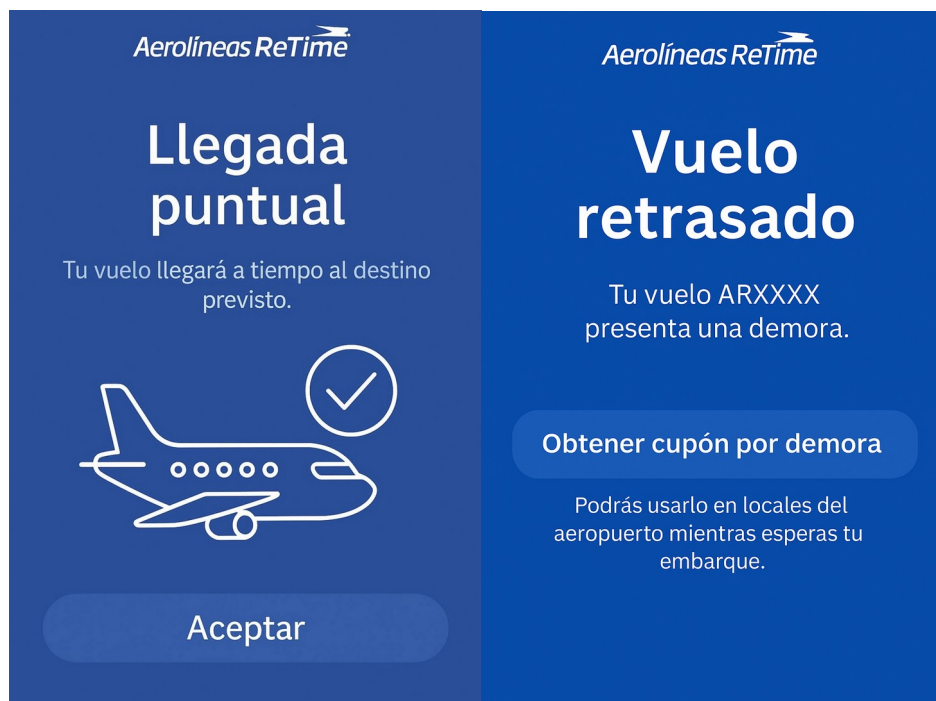 Aerolíneas ReTime
Llegada
puntual
Tu vuelo llegará a tiempo al destino
previsto.
Aceptar
Aerolíneas ReTime
Vuelo
retrasado
Tu vuelo ARXXXX
presenta una demora.
Obtener cupón por demora
Podrás usarlo en locales del
aeropuerto mientras esperas tu
embarque.